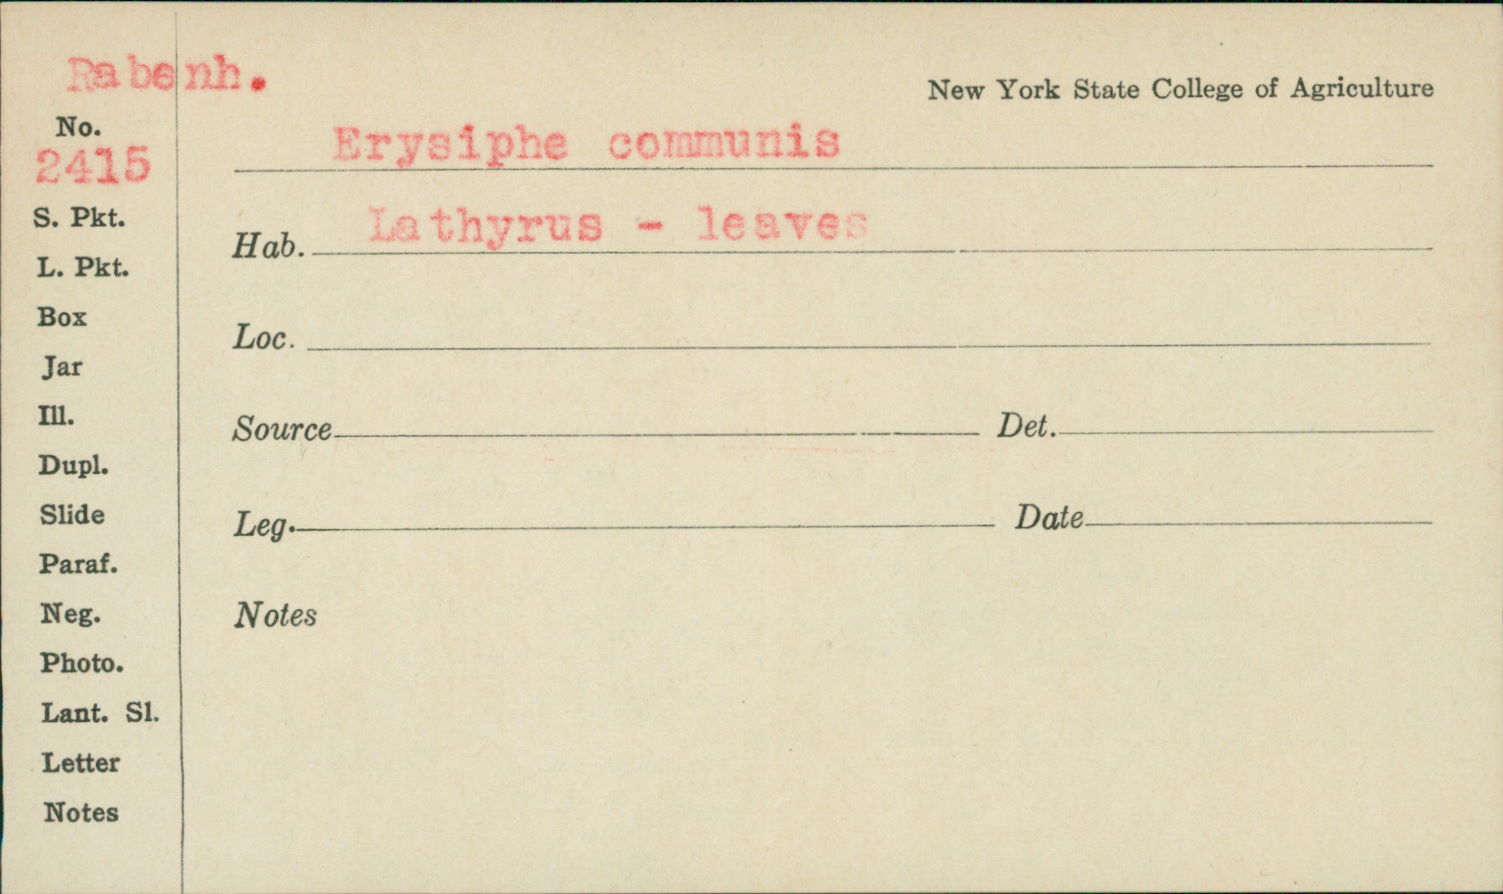 Rabenh.
New York State College of Agriculture
No.
2415
Erysiphe communis
S. Pkt.
Hab. Lathyrus - leaves
L. Pkt.
Box
Loc.
Jar
Ill.
Source Det.
Dupl.
Slide
Leg. Date
Paraf.
Neg.
Notes
Photo.
Lant. Sl.
Letter
Notes